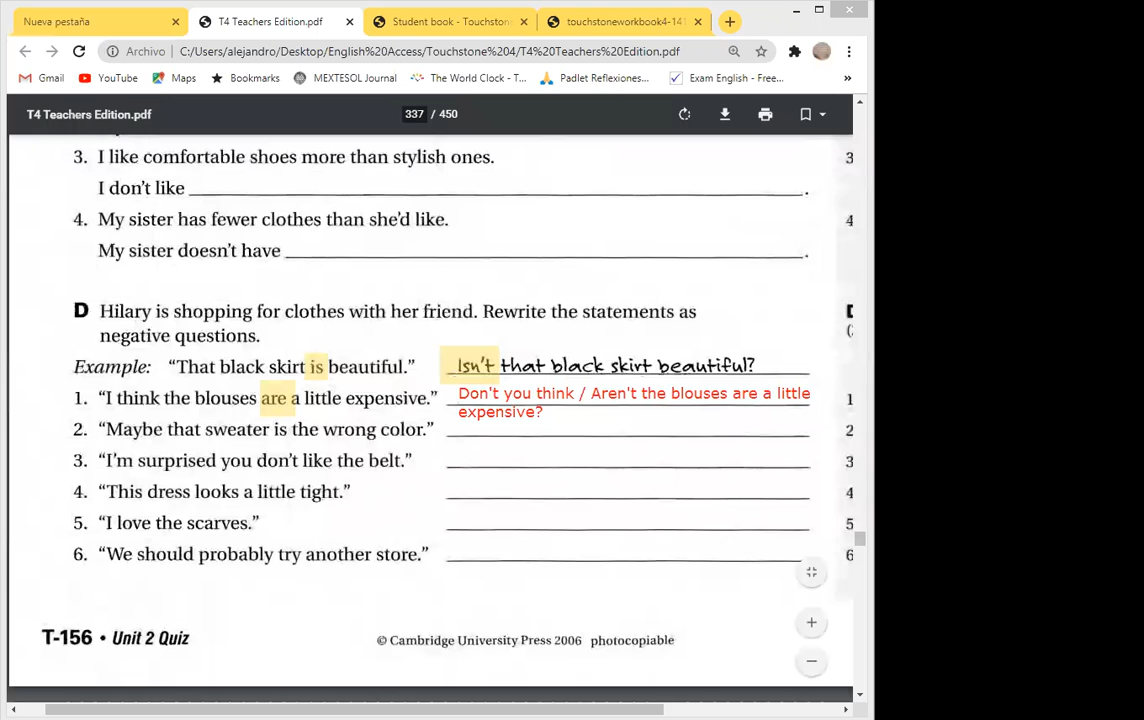 Nueva pestaña
T4 Teachers Edition.pdf
Student book - Touchstone
touchstoneworkbook4-141
Archivo
C:/Users/alejandro/Desktop/English%20Access/Touchstone%204/T4%20Teachers%20Edition.pdf
Gmail
YouTube
Maps
Bookmarks
MEXTESOL Journal
The World Clock - T...
Padlet Reflexiones...
Exam English - Free...
»
T4 Teachers Edition.pdf
337 / 450
3. I like comfortable shoes more than stylish ones.
3
I don't like ______.
4. My sister has fewer clothes than she'd like.
4
My sister doesn't have ______.
D Hilary is shopping for clothes with her friend. Rewrite the statements as
negative questions.
Example: "That black skirt is beautiful." Isn't that black skirt beautiful?
1. "I think the blouses are a little expensive." Don't you think / Aren't the blouses are a little
expensive?
1
2. "Maybe that sweater is the wrong color."
2
3. "I'm surprised you don't like the belt."
3
4. "This dress looks a little tight."
4
5. "I love the scarves."
5
6. "We should probably try another store."
6
T-156 • Unit 2 Quiz
© Cambridge University Press 2006 photocopiable